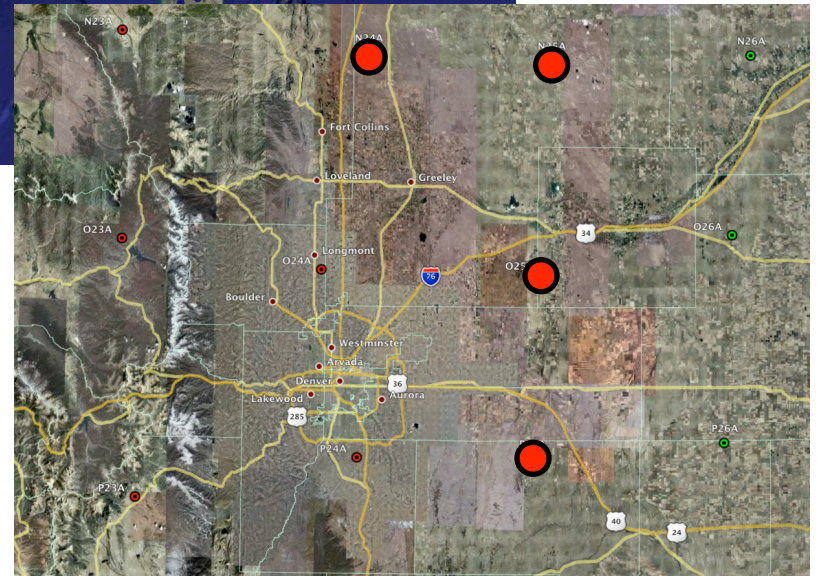 N23A
N24A
N26A
Fort Collins
Loveland
Greeley
O23A
34
O26A
Longmont
O24A
O25
76
Boulder
Westminster
Arvada
Denver
36
Lakewood
Aurora
285
P26A
P24A
P23A
40
24